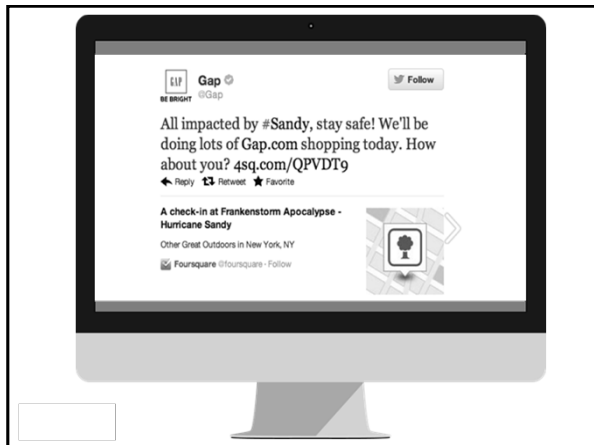 GAP
BE BRIGHT
Gap
@Gap
Follow
All impacted by #Sandy, stay safe! We'll be
doing lots of Gap.com shopping today. How
about you? 4sq.com/QPVDT9
Reply Retweet Favorite
A check-in at Frankenstorm Apocalypse -
Hurricane Sandy
Other Great Outdoors in New York, NY
Foursquare @foursquare · Follow